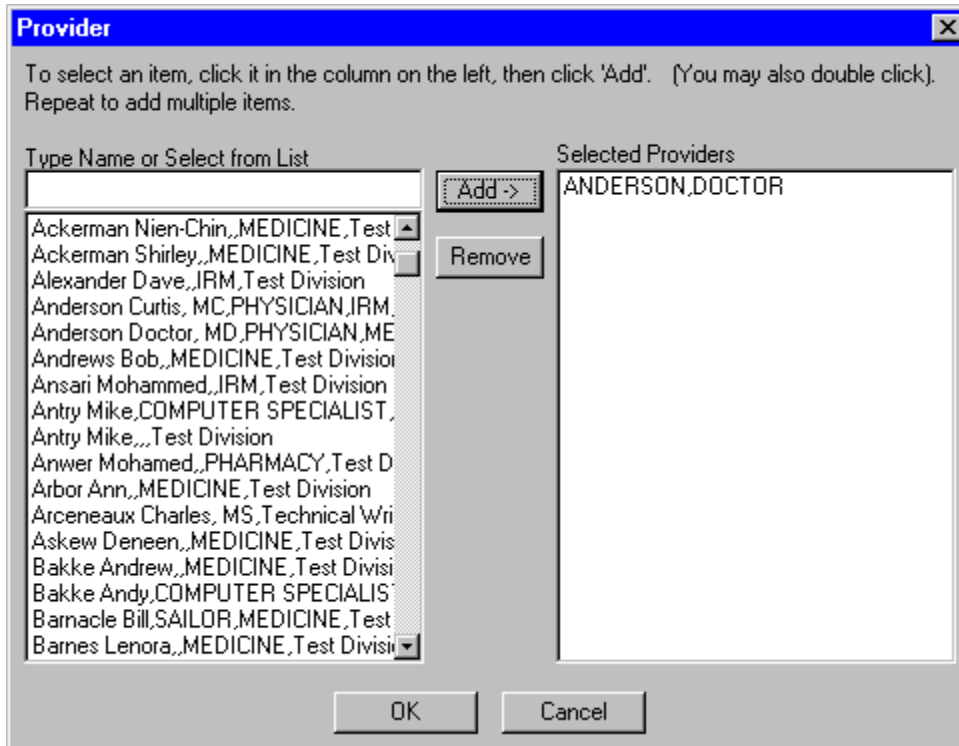 Provider
To select an item, click it in the column on the left, then click 'Add'. (You may also double click).
Repeat to add multiple items.
Type Name or Select from List
Ackerman Nien-Chin,,MEDICINE,Test
Ackerman Shirley,,MEDICINE,Test Div
Alexander Dave,,IRM,Test Division
Anderson Curtis, MC,PHYSICIAN,IRM,
Anderson Doctor, MD,PHYSICIAN,ME
Andrews Bob,,MEDICINE,Test Division
Ansari Mohammed,,IRM,Test Division
Antry Mike,COMPUTER SPECIALIST,
Antry Mike,,,Test Division
Anwer Mohamed,,PHARMACY,Test D
Arbor Ann,,MEDICINE,Test Division
Arceneaux Charles, MS,Technical Wri
Askew Deneen,,MEDICINE,Test Divis
Bakke Andrew,,MEDICINE,Test Divisi
Bakke Andy,COMPUTER SPECIALIST
Barnacle Bill,SAILOR,MEDICINE,Test
Barnes Lenora,,MEDICINE,Test Divisi
Add ->
Remove
Selected Providers
ANDERSON,DOCTOR
OK
Cancel